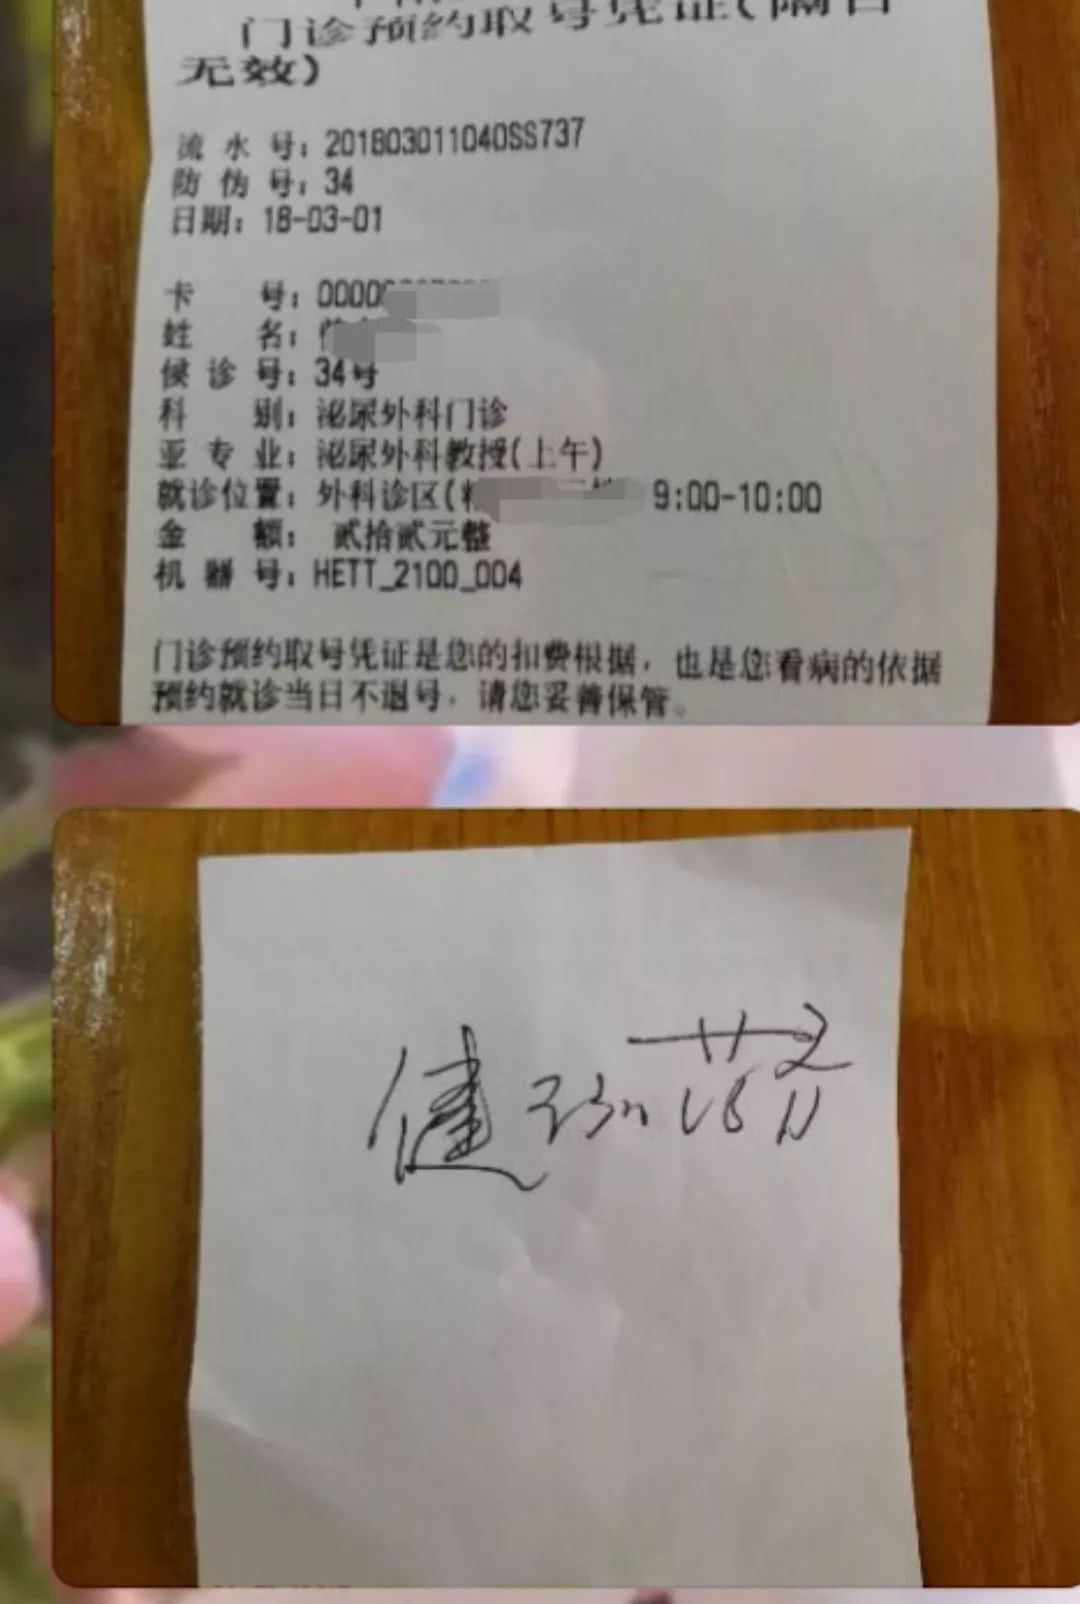 门诊预约取号凭证(隔日
无效)
流水号：201803011040SS737
防伪号：34
日期：18-03-01
卡号：0000
姓名：
候诊号：34号
科别：泌尿外科门诊
亚专业：泌尿外科教授(上午)
就诊位置：外科诊区( 9:00-10:00
金额：贰拾贰元整
机器号：HETT_2100_004
门诊预约取号凭证是您的扣费根据，也是您看病的依据
预约就诊当日不退号，请您妥善保管。
健